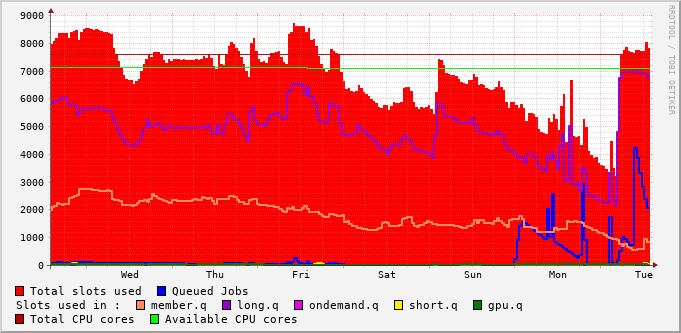 9000
8000
7000
6000
5000
4000
3000
2000
1000
0
Wed Thu Fri Sat Sun Mon Tue
RRDTOOL / TOBI OETIKER
Total slots used Queued Jobs
Slots used in : member.q long.q ondemand.q short.q gpu.q
Total CPU cores Available CPU cores